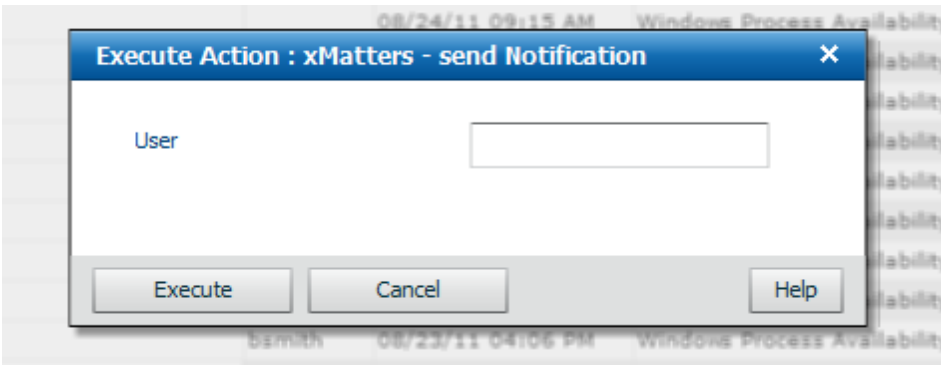 08/24/11 09:15 AM Windows Process Availability
Execute Action : xMatters - send Notification
User
Execute Cancel Help
bsmith 08/23/11 04:06 PM Windows Process Availability